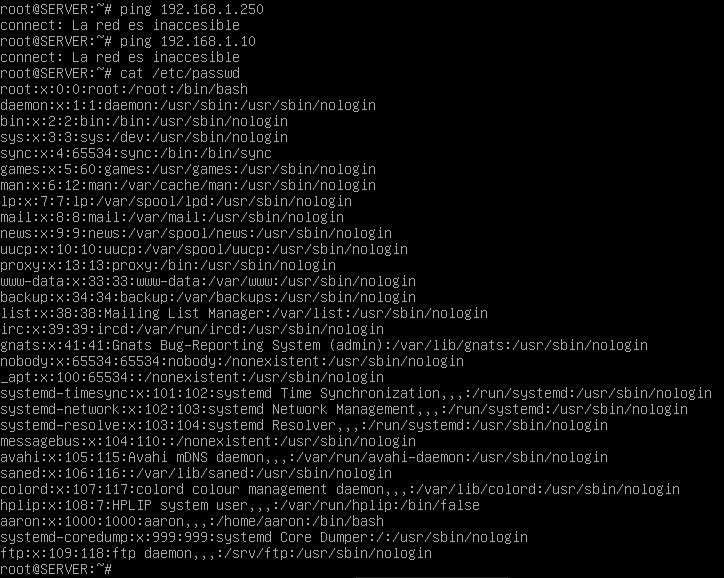 root@SERVER:~# ping 192.168.1.250
connect: La red es inaccesible
root@SERVER:~# ping 192.168.1.10
connect: La red es inaccesible
root@SERVER:~# cat /etc/passwd
root:x:0:0:root:/root:/bin/bash
daemon:x:1:1:daemon:/usr/sbin:/usr/sbin/nologin
bin:x:2:2:bin:/bin:/usr/sbin/nologin
sys:x:3:3:sys:/dev:/usr/sbin/nologin
sync:x:4:65534:sync:/bin:/bin/sync
games:x:5:60:games:/usr/games:/usr/sbin/nologin
man:x:6:12:man:/var/cache/man:/usr/sbin/nologin
lp:x:7:7:lp:/var/spool/lpd:/usr/sbin/nologin
mail:x:8:8:mail:/var/mail:/usr/sbin/nologin
news:x:9:9:news:/var/spool/news:/usr/sbin/nologin
uucp:x:10:10:uucp:/var/spool/uucp:/usr/sbin/nologin
proxy:x:13:13:proxy:/bin:/usr/sbin/nologin
www-data:x:33:33:www-data:/var/www:/usr/sbin/nologin
backup:x:34:34:backup:/var/backups:/usr/sbin/nologin
list:x:38:38:Mailing List Manager:/var/list:/usr/sbin/nologin
irc:x:39:39:ircd:/var/run/ircd:/usr/sbin/nologin
gnats:x:41:41:Gnats Bug-Reporting System (admin):/var/lib/gnats:/usr/sbin/nologin
nobody:x:65534:65534:nobody:/nonexistent:/usr/sbin/nologin
_apt:x:100:65534::/nonexistent:/usr/sbin/nologin
systemd-timesync:x:101:102:systemd Time Synchronization,,,:/run/systemd:/usr/sbin/nologin
systemd-network:x:102:103:systemd Network Management,,,:/run/systemd:/usr/sbin/nologin
systemd-resolve:x:103:104:systemd Resolver,,,:/run/systemd:/usr/sbin/nologin
messagebus:x:104:110::/nonexistent:/usr/sbin/nologin
avahi:x:105:115:Avahi mDNS daemon,,,:/var/run/avahi-daemon:/usr/sbin/nologin
saned:x:106:116::/var/lib/saned:/usr/sbin/nologin
colord:x:107:117:colord colour management daemon,,,:/var/lib/colord:/usr/sbin/nologin
hplip:x:108:7:HPLIP system user,,,:/var/run/hplip:/bin/false
aaron:x:1000:1000:aaron,,,:/home/aaron:/bin/bash
systemd-coredump:x:999:999:systemd Core Dumper:/:/usr/sbin/nologin
ftp:x:109:118:ftp daemon,,,:/srv/ftp:/usr/sbin/nologin
root@SERVER:~#